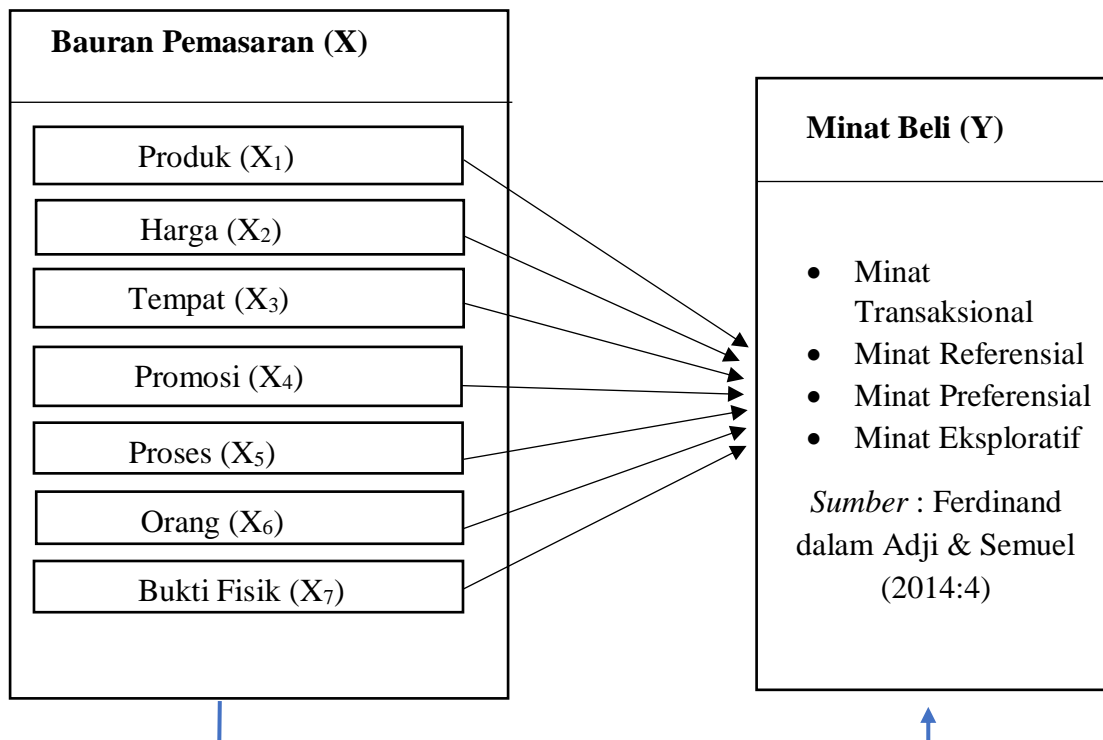 Bauran Pemasaran (X)
Produk (X₁)
Harga (X₂)
Tempat (X₃)
Promosi (X₄)
Proses (X₅)
Orang (X₆)
Bukti Fisik (X₇)
Minat Beli (Y)
• Minat
Transaksional
• Minat Referensial
• Minat Preferensial
• Minat Eksploratif
Sumber : Ferdinand
dalam Adji & Semuel
(2014:4)